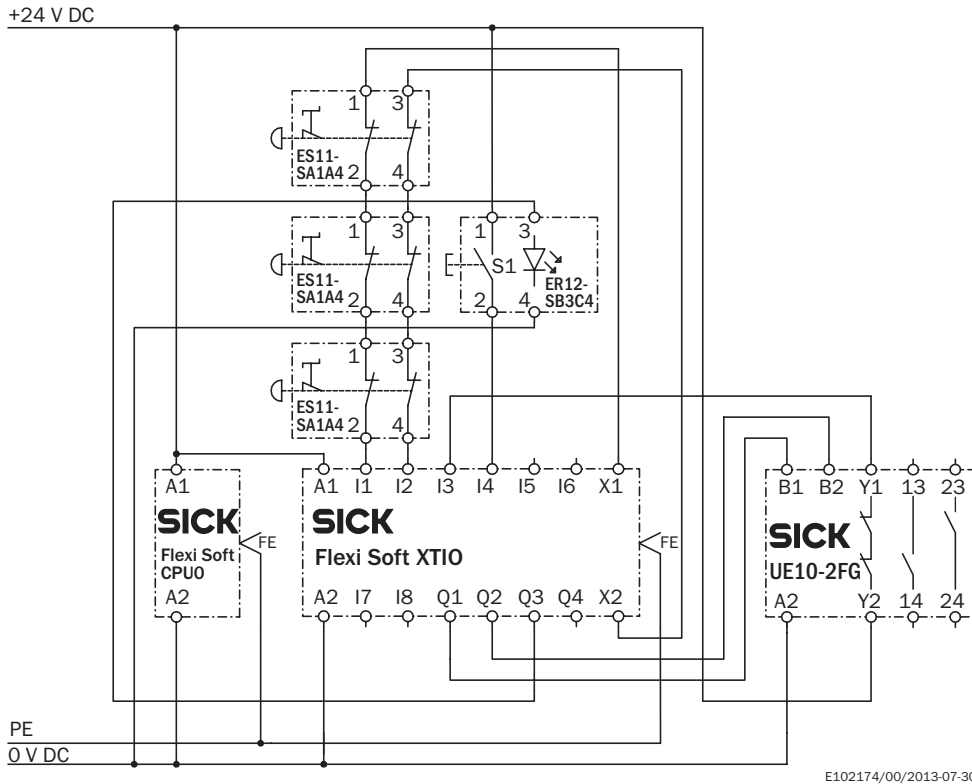 +24 V DC
1 3
ES11-
SA1A4 2 4
1 3
ES11-
SA1A4 2 4
1 3
S1
2 4
ER12-
SB3C4
1 3
ES11-
SA1A4 2 4
A1
SICK
Flexi Soft
CPU0
A2
FE
A1 I1 I2 I3 I4 I5 I6 X1
SICK
Flexi Soft XTIO
A2 I7 I8 Q1 Q2 Q3 Q4 X2
FE
B1 B2 Y1 13 23
SICK
UE10-2FG
A2 Y2 14 24
PE
0 V DC
E102174/00/2013-07-30